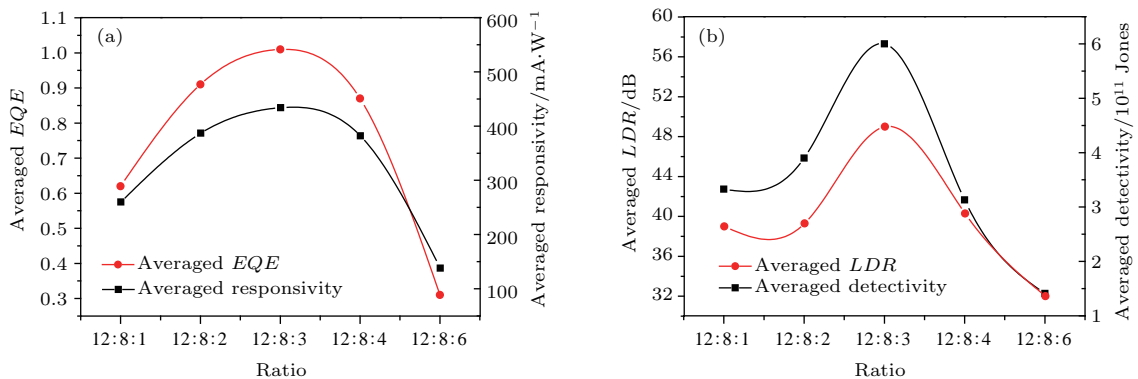 (a)
Averaged EQE
1.1
1.0
0.9
0.8
0.7
0.6
0.5
0.4
0.3
600
500
400
300
200
100
Averaged responsivity/mA·W⁻¹
Averaged EQE
Averaged responsivity
12:8:1 12:8:2 12:8:3 12:8:4 12:8:6
Ratio
(b)
Averaged LDR/dB
60
56
52
48
44
40
36
32
6
5
4
3
2
1
Averaged detectivity/10¹¹ Jones
Averaged LDR
Averaged detectivity
12:8:1 12:8:2 12:8:3 12:8:4 12:8:6
Ratio